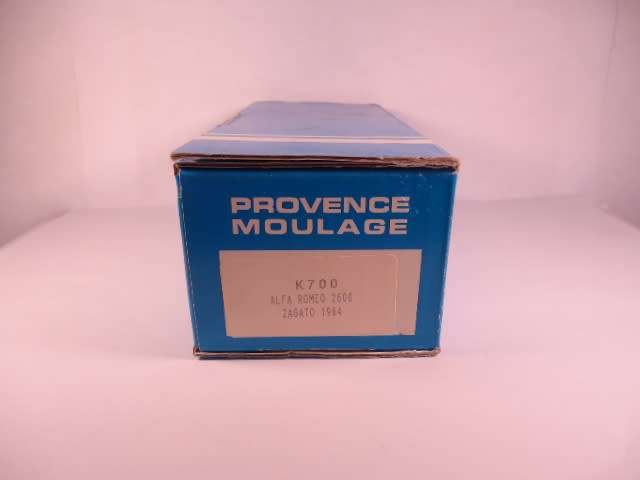 PROVENCE
MOULAGE
K700
ALFA ROMEO 2600
ZAGATO 1964